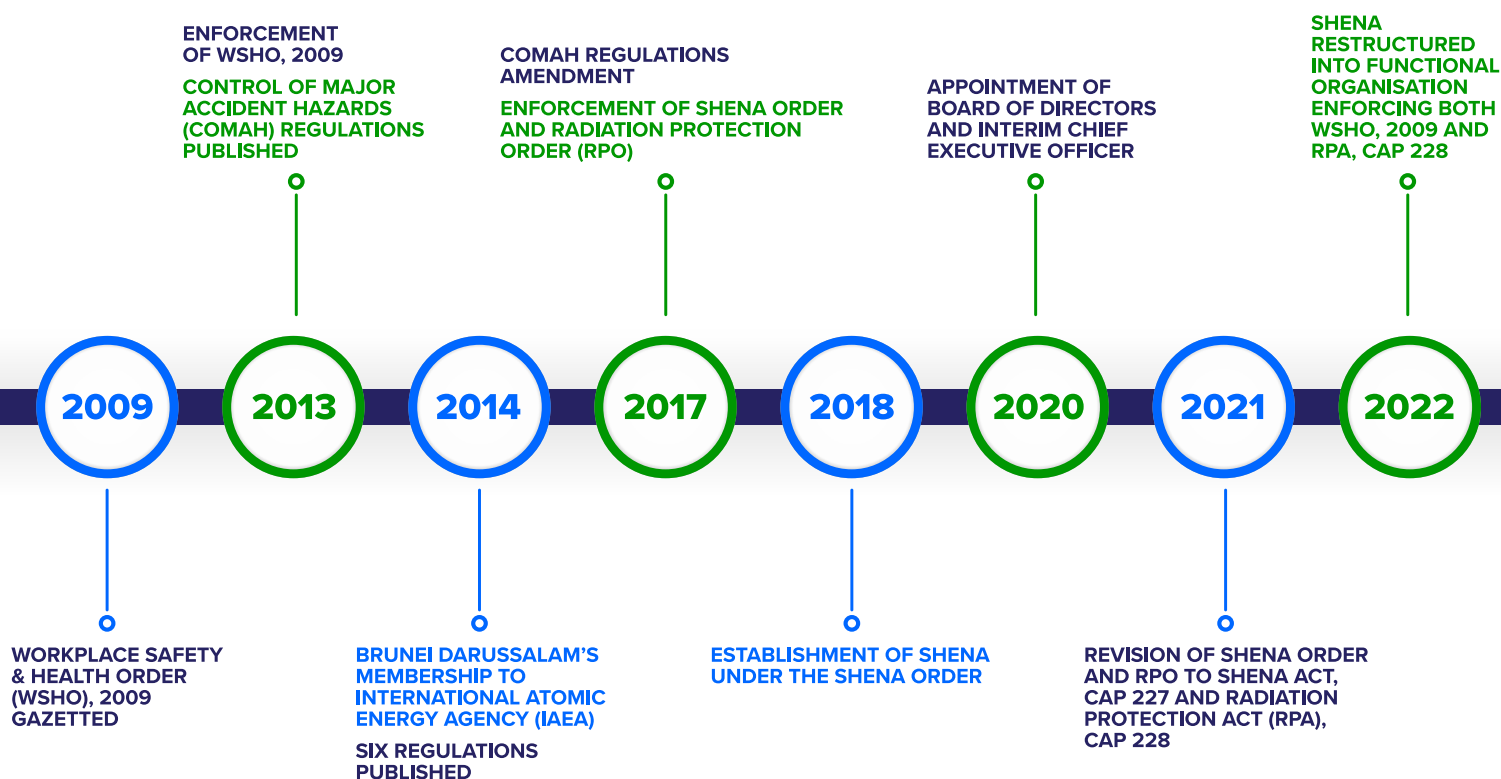 ENFORCEMENT
OF WSHO, 2009
CONTROL OF MAJOR
ACCIDENT HAZARDS
(COMAH) REGULATIONS
PUBLISHED
COMAH REGULATIONS
AMENDMENT
ENFORCEMENT OF SHENA ORDER
AND RADIATION PROTECTION
ORDER (RPO)
APPOINTMENT OF
BOARD OF DIRECTORS
AND INTERIM CHIEF
EXECUTIVE OFFICER
SHENA
RESTRUCTURED
INTO FUNCTIONAL
ORGANISATION
ENFORCING BOTH
WSHO, 2009 AND
RPA, CAP 228
2009
2013
2014
2017
2018
2020
2021
2022
WORKPLACE SAFETY
& HEALTH ORDER
(WSHO), 2009
GAZETTED
BRUNEI DARUSSALAM'S
MEMBERSHIP TO
INTERNATIONAL ATOMIC
ENERGY AGENCY (IAEA)
SIX REGULATIONS
PUBLISHED
ESTABLISHMENT OF SHENA
UNDER THE SHENA ORDER
REVISION OF SHENA ORDER
AND RPO TO SHENA ACT,
CAP 227 AND RADIATION
PROTECTION ACT (RPA),
CAP 228